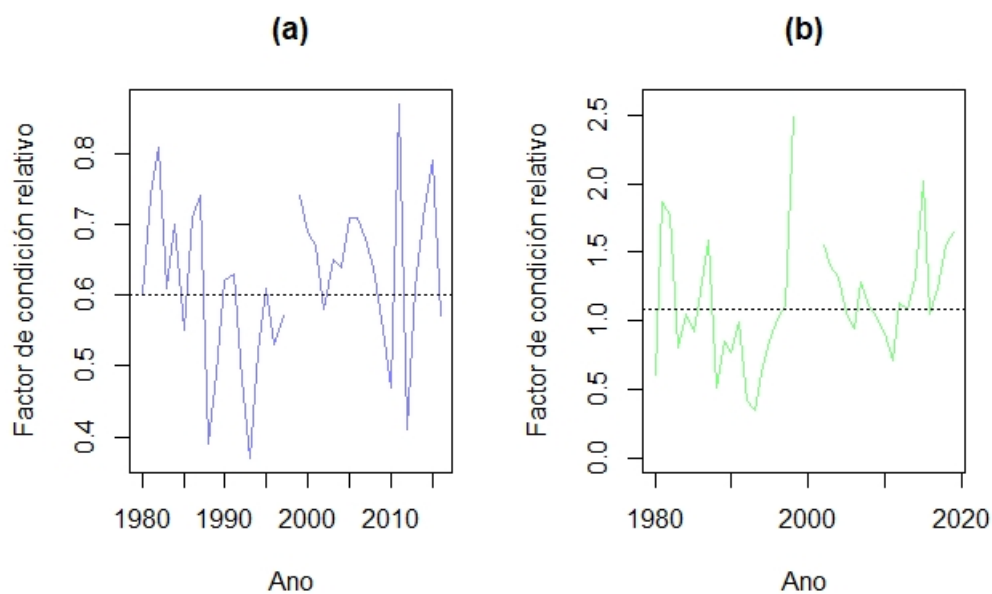 (a)
Factor de condición relativo
0.8
0.7
0.6
0.5
0.4
1980 1990 2000 2010
Ano
(b)
Factor de condición relativo
2.5
2.0
1.5
1.0
0.5
0.0
1980 2000 2020
Ano